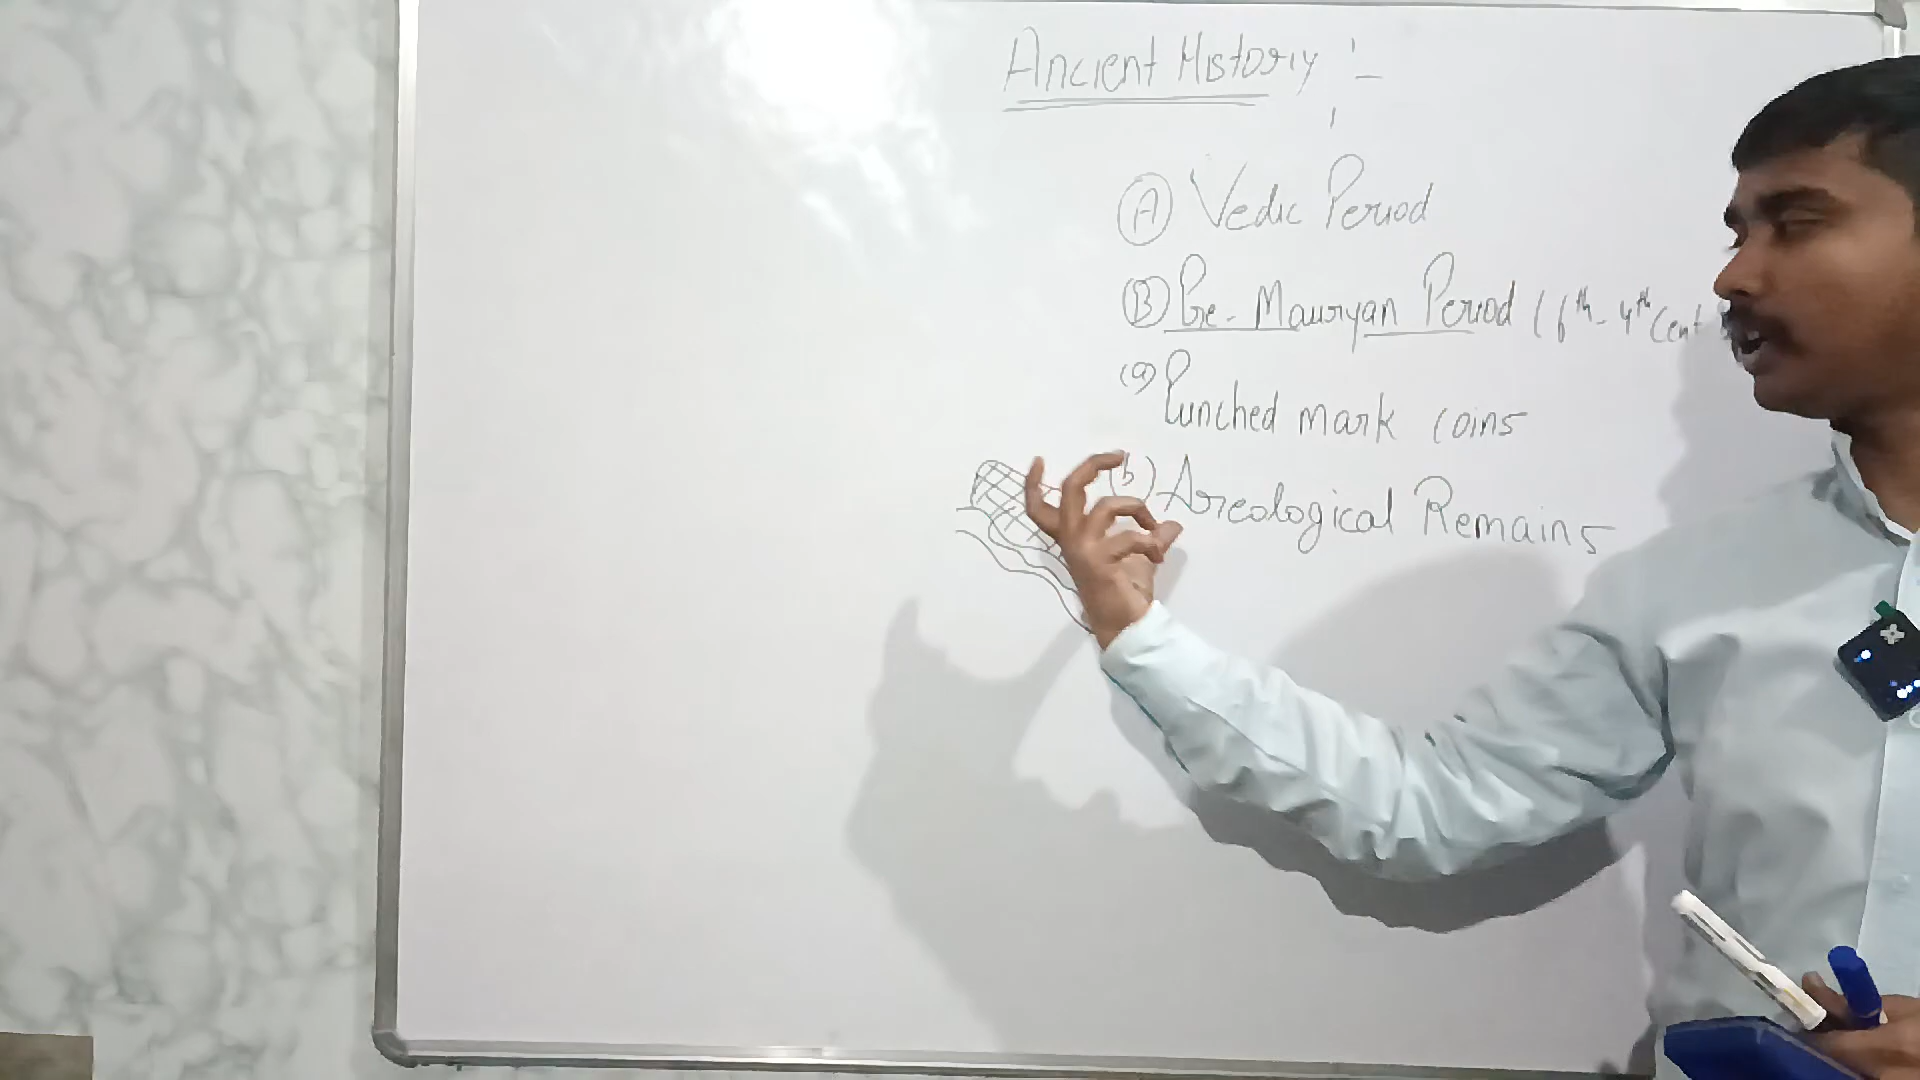 Ancient History :-
(A) Vedic Period
(B) Pre-Mauryan Period (6th-4th Cent
(a) Punched mark coins
(b) Areological Remains